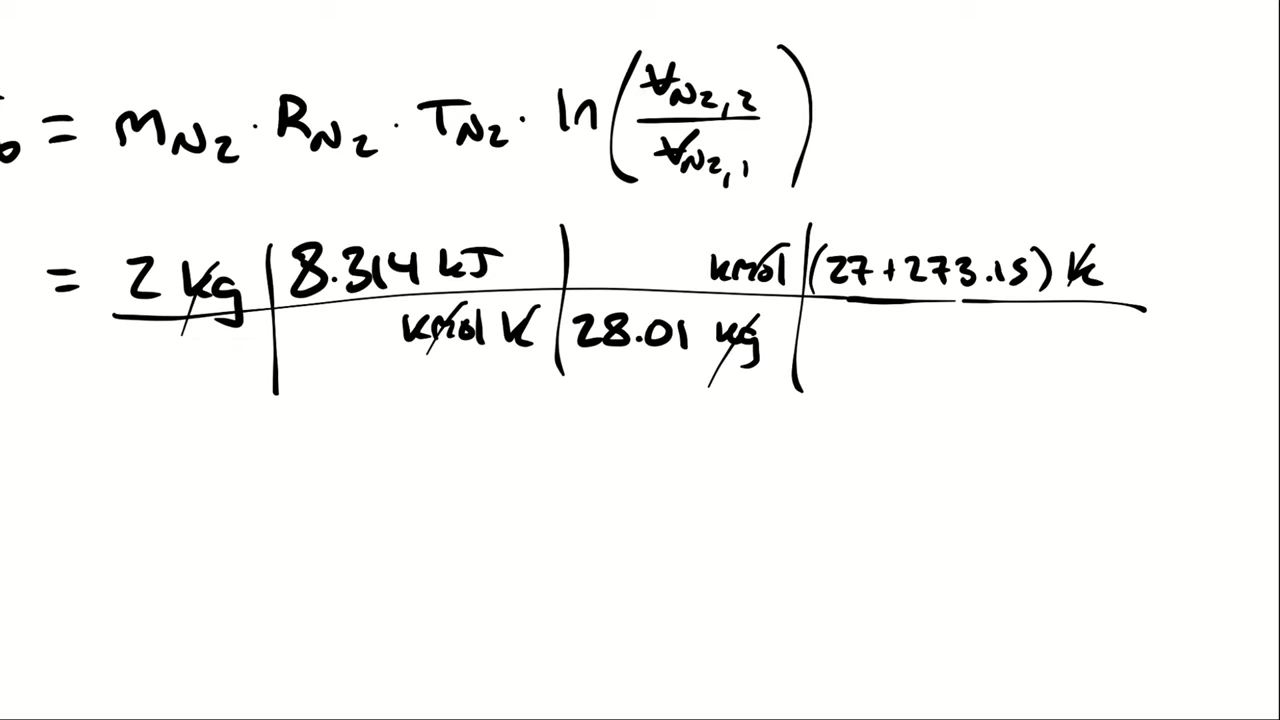 b = m_N2 · R_N2 · T_N2 · ln(V_N2,2 / V_N2,1)
= 2 kg | 8.314 kJ | kmol | (27 + 273.15) K
kmol K | 28.01 kg